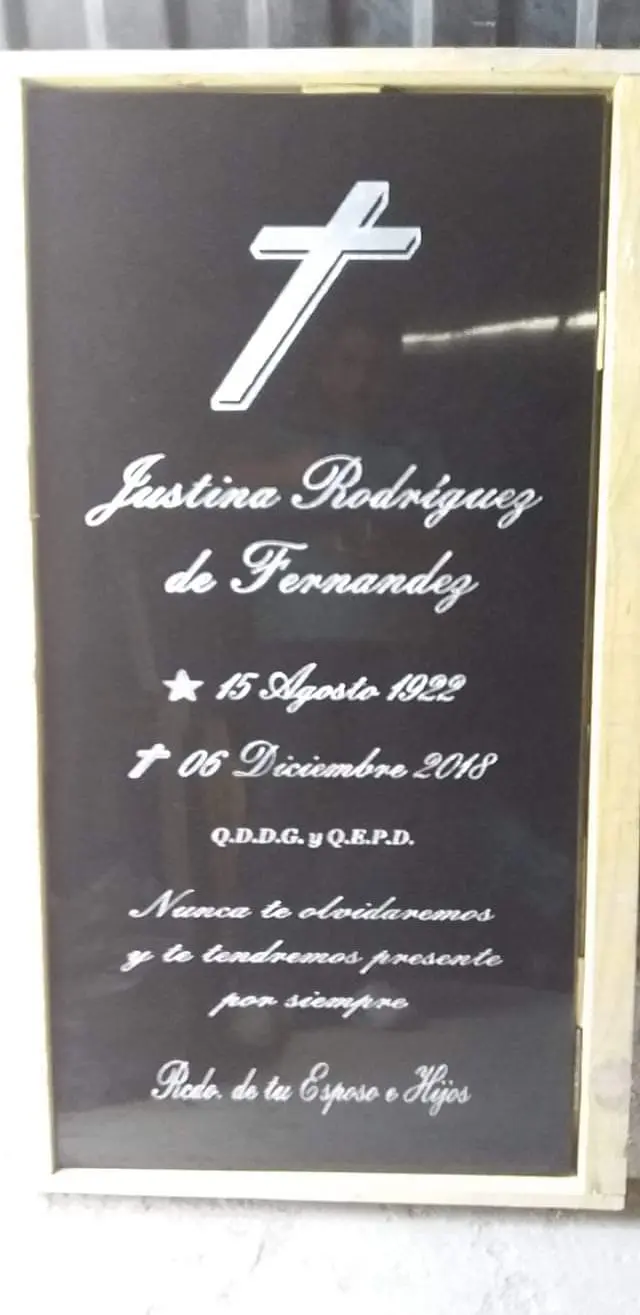 Justina Rodríguez
de Fernandez
15 Agosto 1922
06 Diciembre 2018
Q.D.D.G. y Q.E.P.D.
Nunca te olvidaremos
y te tendremos presente
por siempre
Rcdo. de tu Esposo e Hijos